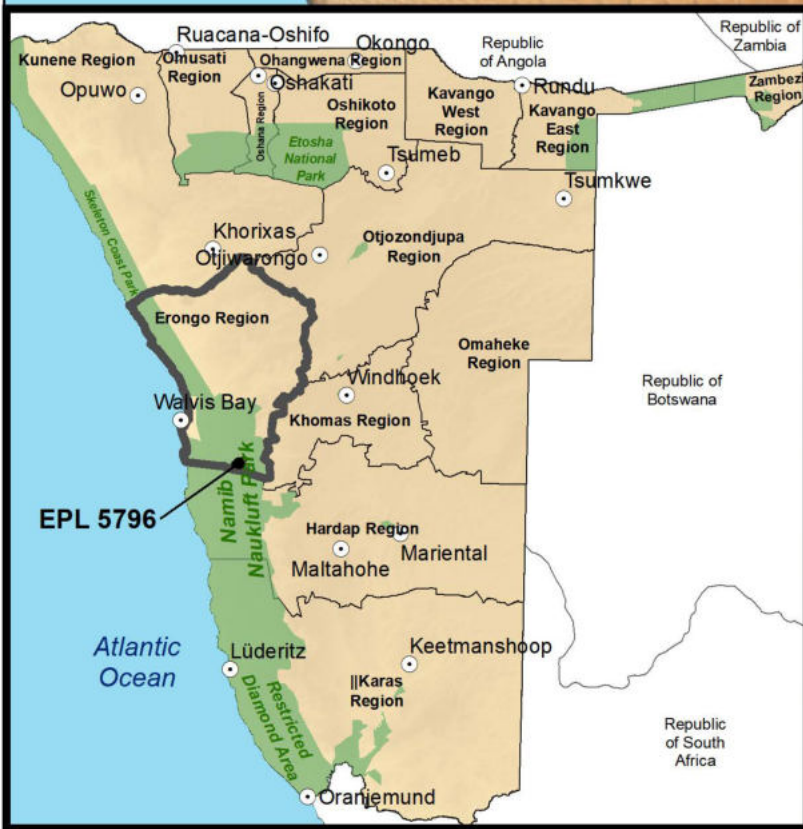 Ruacana-Oshifo
Republic of
Zambia
Kunene Region
Omusati
Region
Ohangwena Region
Okongo
Republic
of Angola
Opuwo
Oshakati
Oshana Region
Oshikoto
Region
Kavango
West
Region
Rundu
Kavango
East
Region
Zambezi
Region
Etosha
National
Park
Tsumeb
Tsumkwe
Skeleton Coast Park
Khorixas
Otjiwarongo
Otjozondjupa
Region
Erongo Region
Omaheke
Region
Windhoek
Republic of
Botswana
Walvis Bay
Khomas Region
EPL 5796
Namib
Naukluft Park
Hardap Region
Mariental
Maltahohe
Atlantic
Ocean
Lüderitz
Keetmanshoop
||Karas
Region
Restricted
Diamond Area
Republic
of South
Africa
Oranjemund